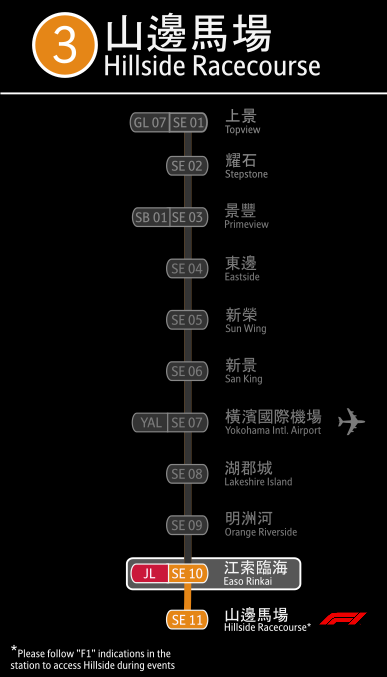 3
山邊馬場
Hillside Racecourse
GL 07 SE 01 上景
Topview
SE 02 耀石
Stepstone
SB 01 SE 03 景豐
Primeview
SE 04 東邊
Eastside
SE 05 新榮
Sun Wing
SE 06 新景
San King
YAL SE 07 橫濱國際機場
Yokohama Intl. Airport
SE 08 湖郡城
Lakeshire Island
SE 09 明洲河
Orange Riverside
JL SE 10 江索臨海
Easo Rinkai
SE 11 山邊馬場
Hillside Racecourse*
*Please follow "F1" indications in the
station to access Hillside during events